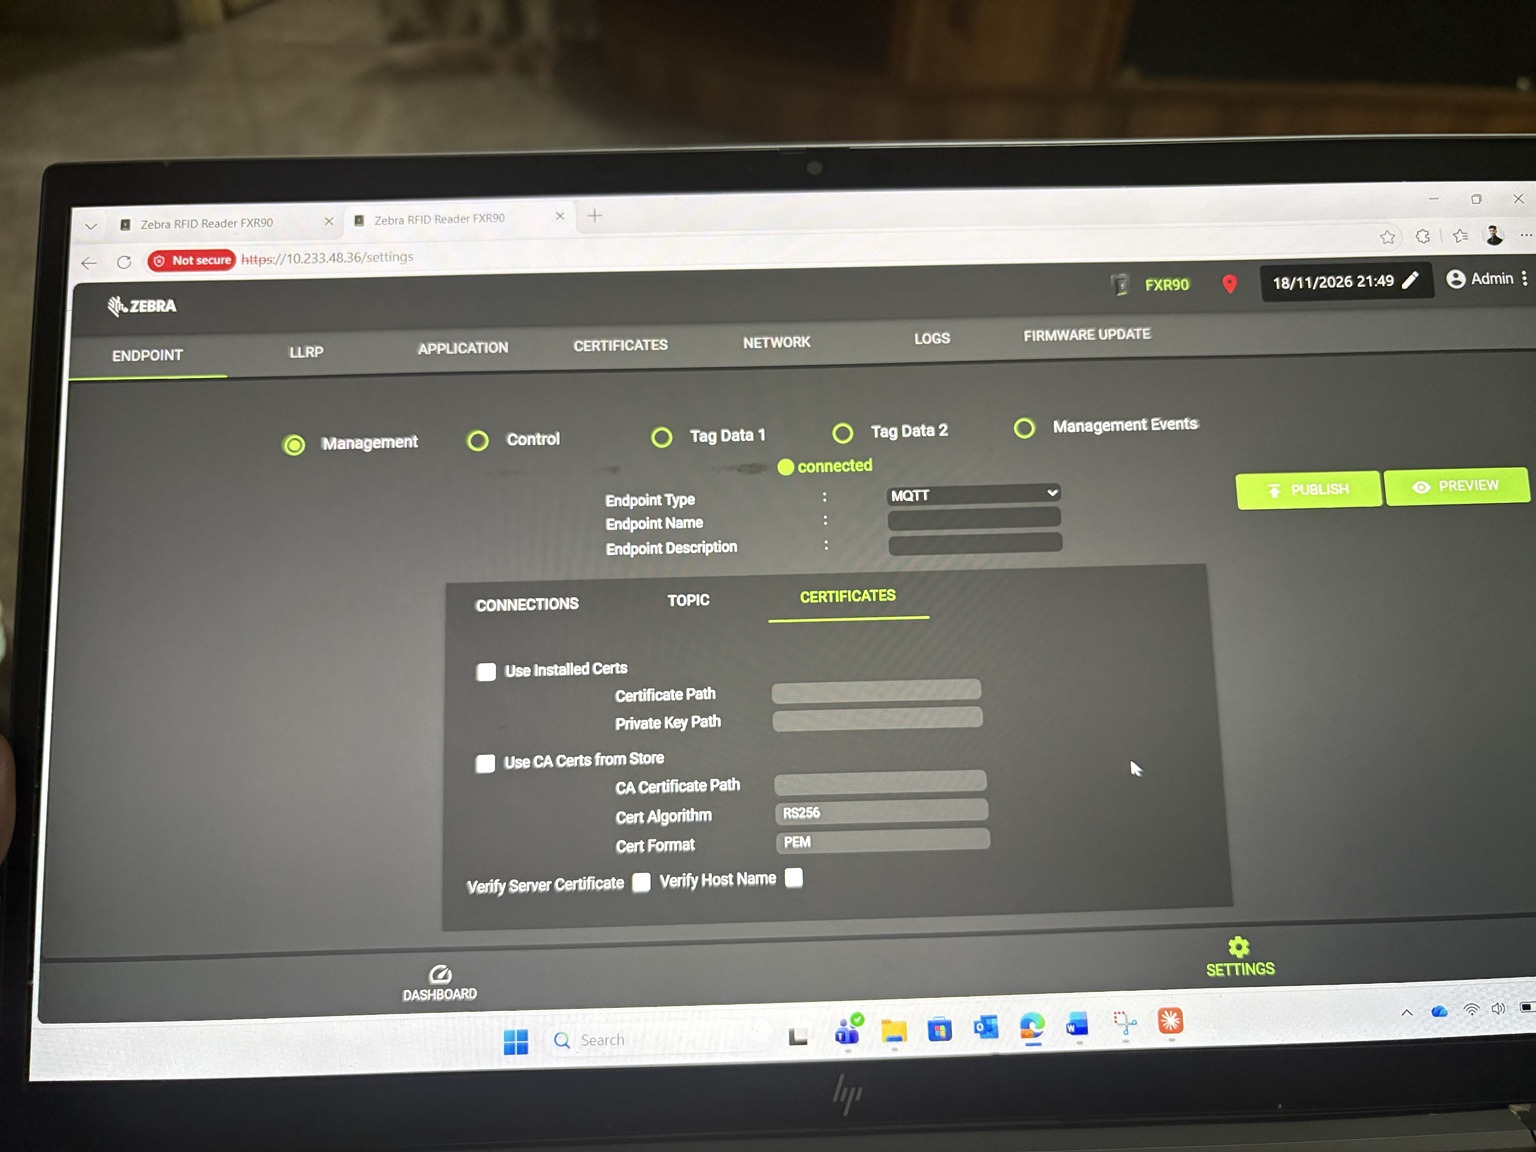 Zebra RFID Reader FXR90
Zebra RFID Reader FXR90
Not secure https://10.233.48.36/settings
ZEBRA
FXR90
18/11/2026 21:49
Admin
ENDPOINT
LLRP
APPLICATION
CERTIFICATES
NETWORK
LOGS
FIRMWARE UPDATE
Management
Control
Tag Data 1
Tag Data 2
Management Events
connected
Endpoint Type : MQTT
Endpoint Name :
Endpoint Description :
PUBLISH
PREVIEW
CONNECTIONS
TOPIC
CERTIFICATES
Use Installed Certs
Certificate Path
Private Key Path
Use CA Certs from Store
CA Certificate Path
Cert Algorithm RS256
Cert Format PEM
Verify Server Certificate
Verify Host Name
DASHBOARD
SETTINGS
Search
hp